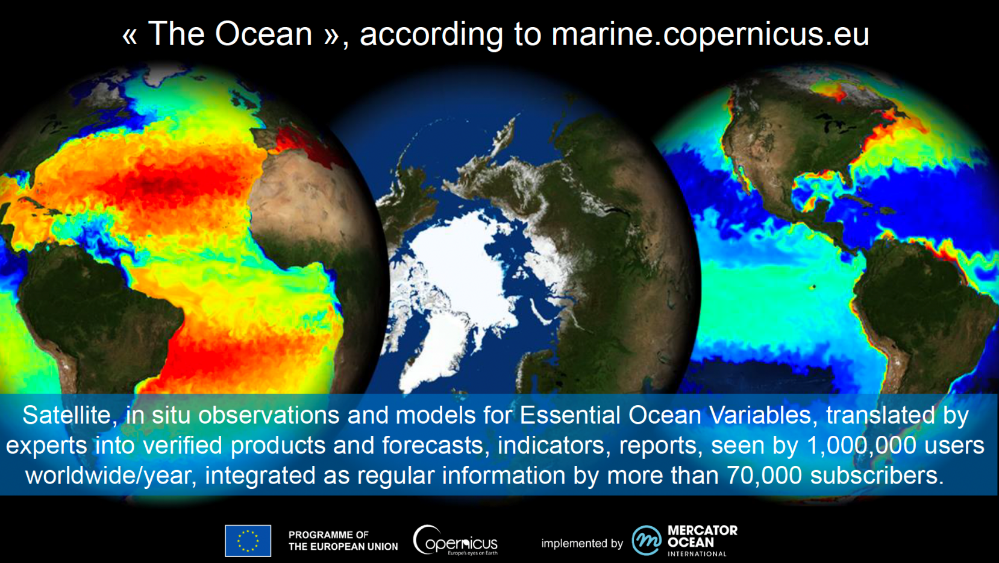 « The Ocean », according to marine.copernicus.eu
Satellite, in situ observations and models for Essential Ocean Variables, translated by
experts into verified products and forecasts, indicators, reports, seen by 1,000,000 users
worldwide/year, integrated as regular information by more than 70,000 subscribers.
PROGRAMME OF
THE EUROPEAN UNION
Copernicus
Europe's eyes on Earth
implemented by
MERCATOR
OCEAN
INTERNATIONAL